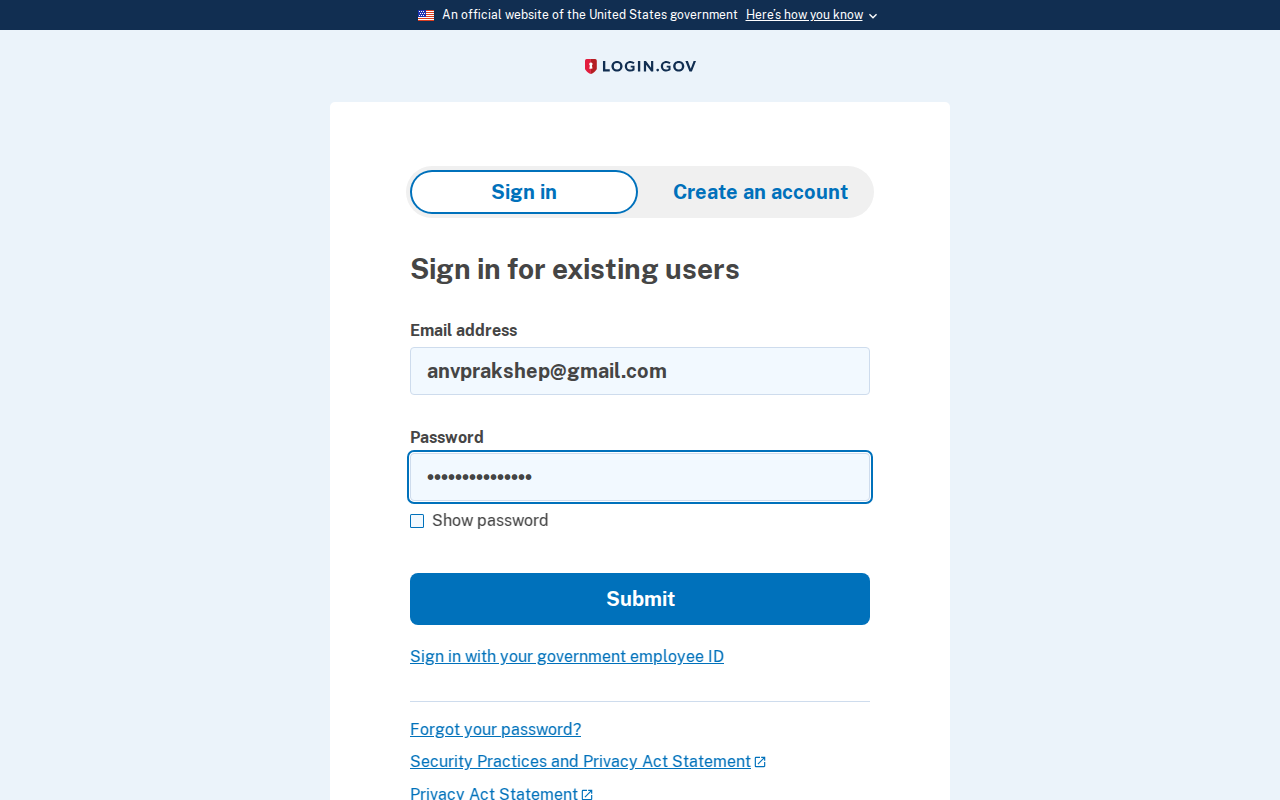 An official website of the United States government Here's how you know
LOGIN.GOV
Sign in
Create an account
Sign in for existing users
Email address
anvprakshep@gmail.com
Password
•••••••••••••••
Show password
Submit
Sign in with your government employee ID
Forgot your password?
Security Practices and Privacy Act Statement
Privacy Act Statement